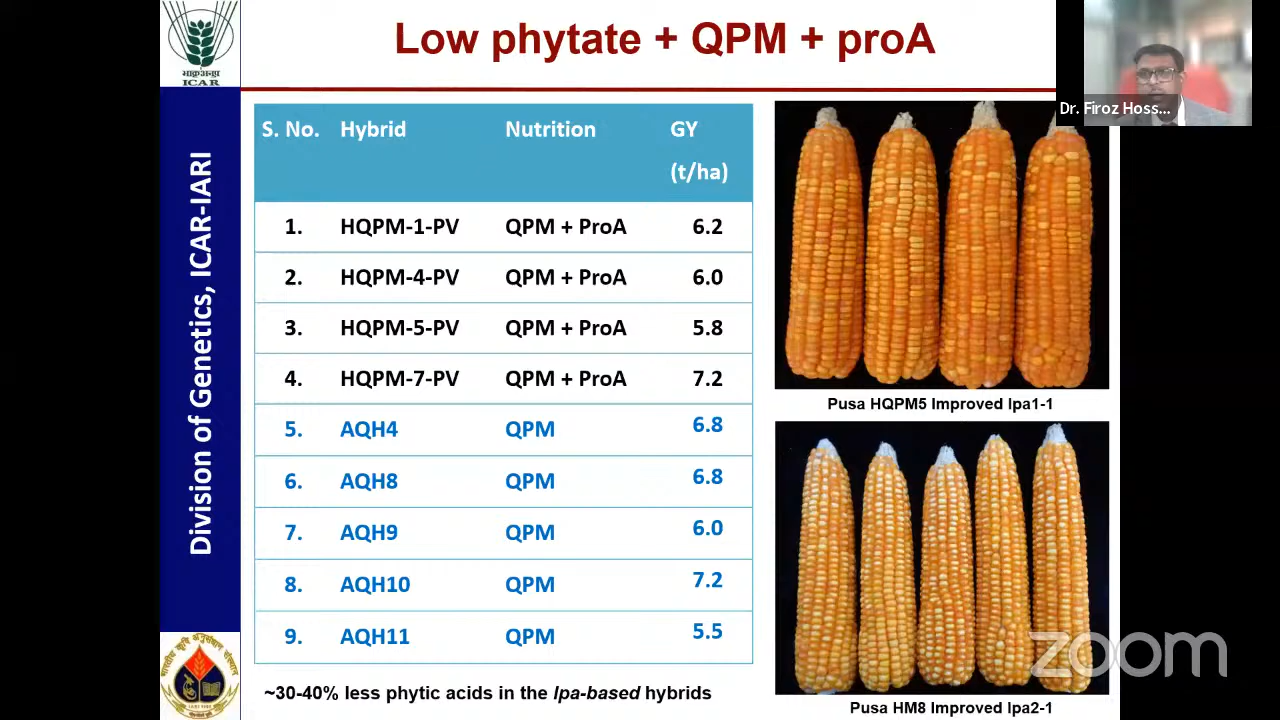 Low phytate + QPM + proA
ICAR
Dr. Firoz Hoss...
Division of Genetics, ICAR-IARI
S. No. Hybrid Nutrition GY (t/ha)
1. HQPM-1-PV QPM + ProA 6.2
2. HQPM-4-PV QPM + ProA 6.0
3. HQPM-5-PV QPM + ProA 5.8
4. HQPM-7-PV QPM + ProA 7.2
5. AQH4 QPM 6.8
6. AQH8 QPM 6.8
7. AQH9 QPM 6.0
8. AQH10 QPM 7.2
9. AQH11 QPM 5.5
~30-40% less phytic acids in the lpa-based hybrids
Pusa HQPM5 Improved lpa1-1
Pusa HM8 Improved lpa2-1
zoom